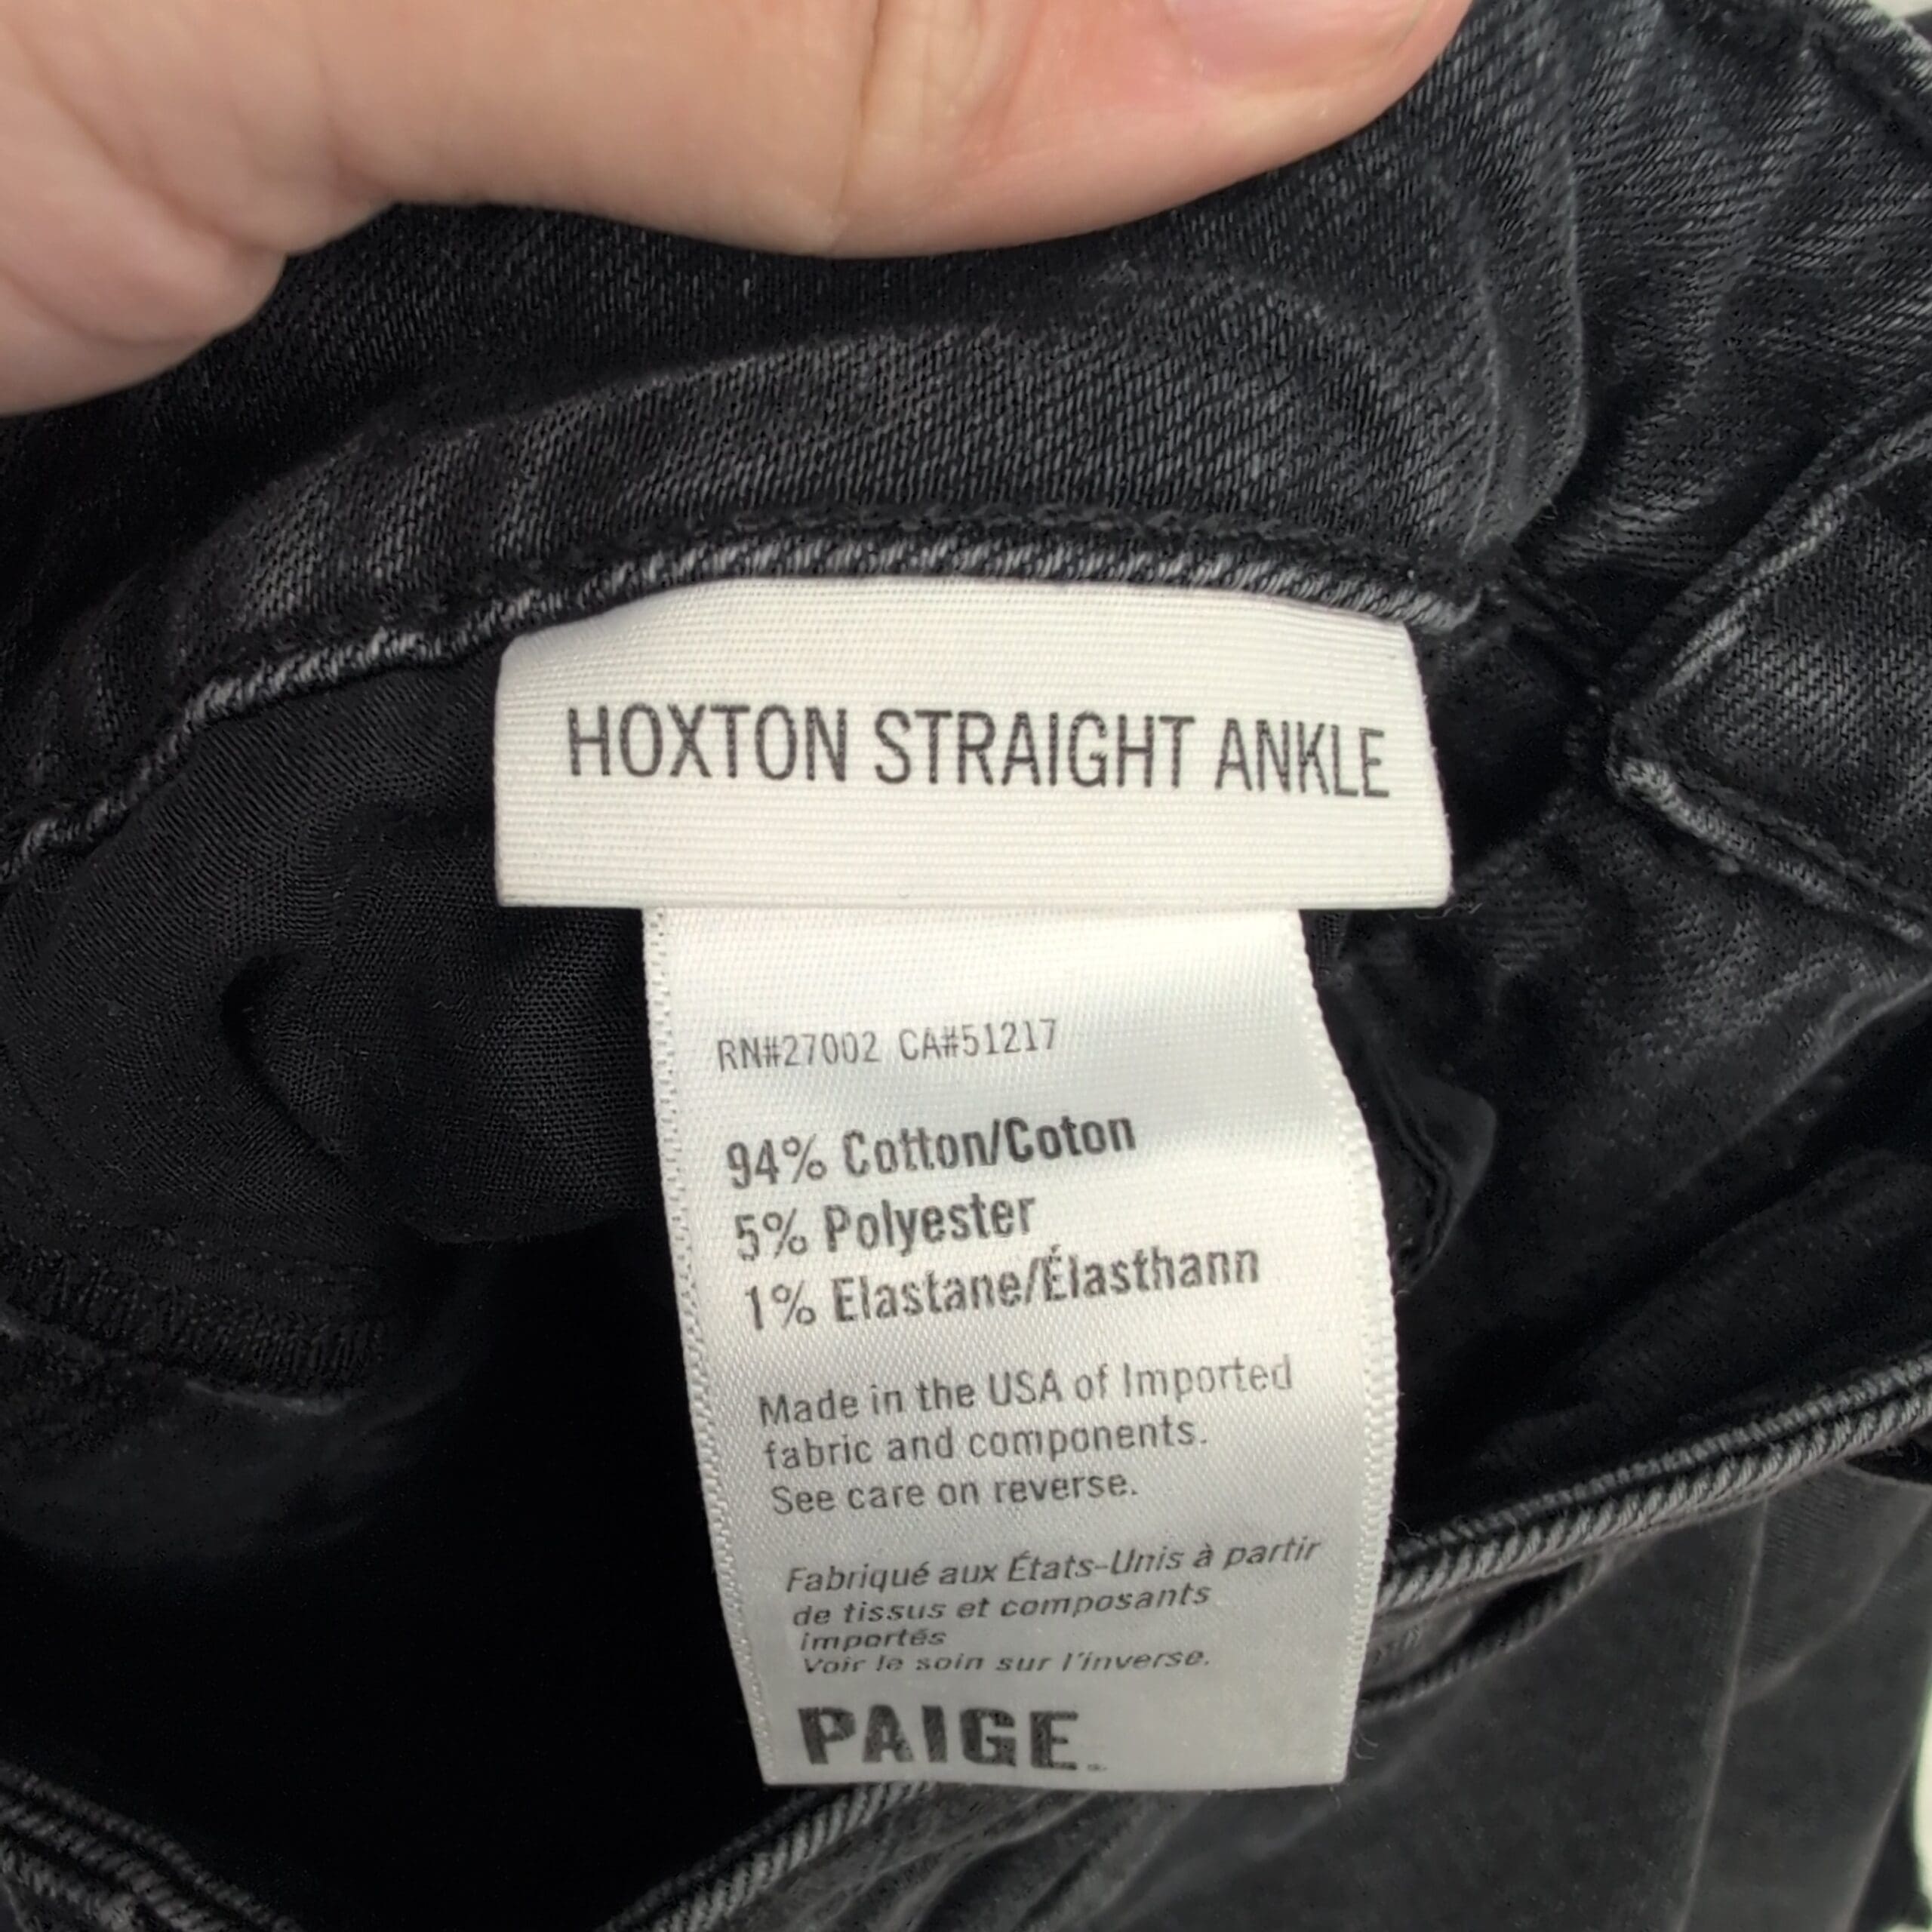 HOXTON STRAIGHT ANKLE
RN#27002 CA#51217
94% Cotton/Coton
5% Polyester
1% Elastane/Élasthann
Made in the USA of Imported
fabric and components.
See care on reverse.
Fabriqué aux États-Unis à partir
de tissus et composants
importés
Voir le soin sur l'inverse.
PAIGE